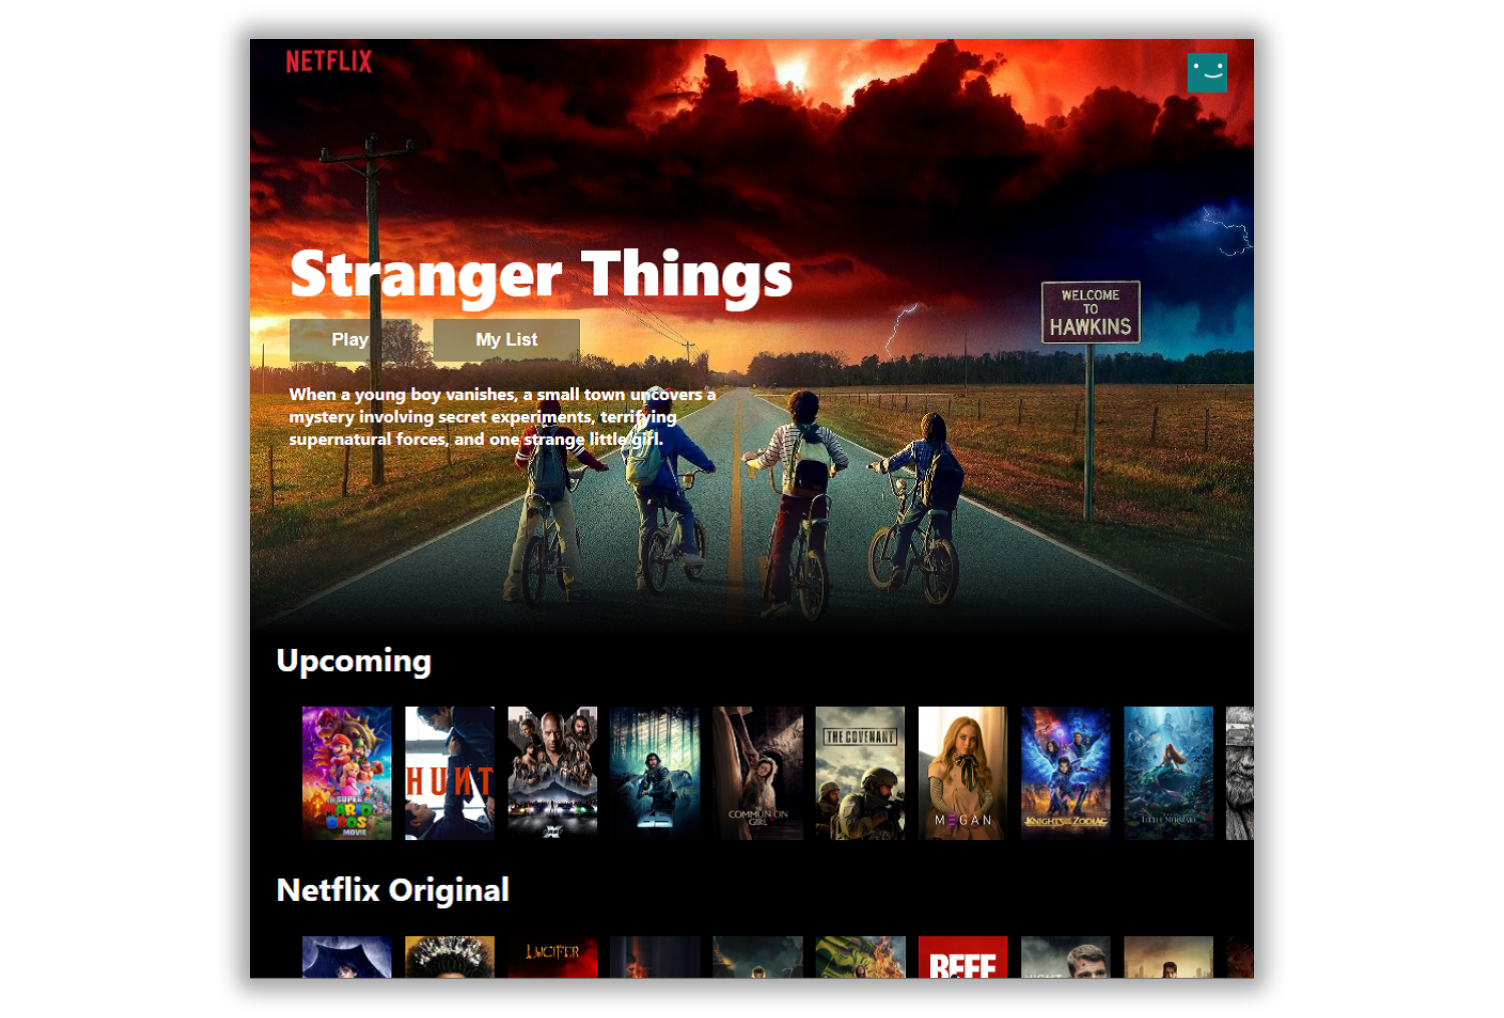 NETFLIX
Stranger Things
WELCOME
TO
HAWKINS
Play
My List
When a young boy vanishes, a small town uncovers a
mystery involving secret experiments, terrifying
supernatural forces, and one strange little girl.
Upcoming
SUPER
MARIO
BROS
MOVIE
HUNT
COMMUNION
GIRL
THE COVENANT
M3GAN
KNIGHTS OF THE ZODIAC
LITTLE MERMAID
Netflix Original
LUCIFER
BEEF
NIGHT